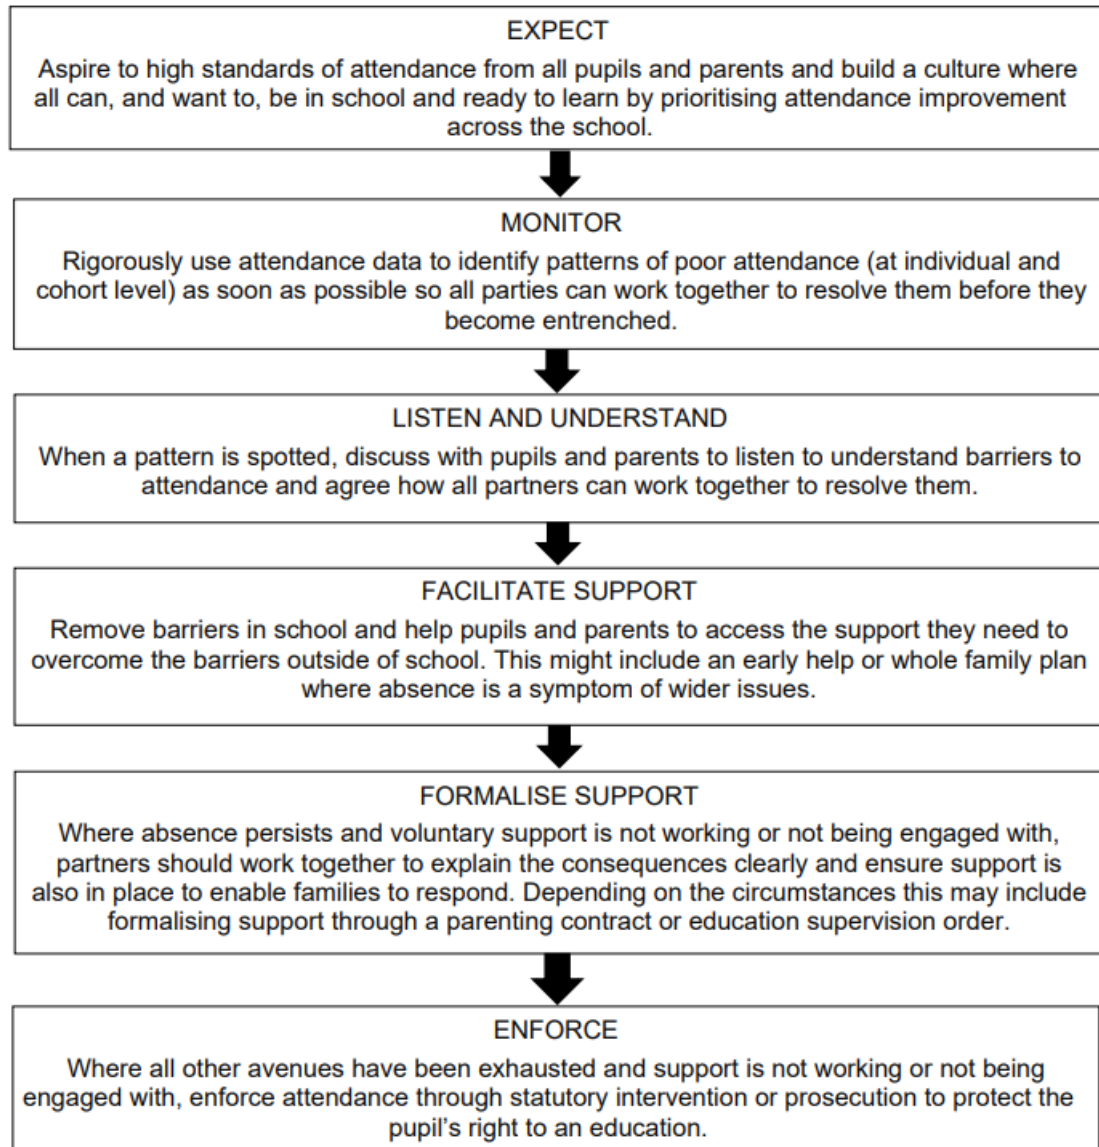 EXPECT
Aspire to high standards of attendance from all pupils and parents and build a culture where
all can, and want to, be in school and ready to learn by prioritising attendance improvement
across the school.
MONITOR
Rigorously use attendance data to identify patterns of poor attendance (at individual and
cohort level) as soon as possible so all parties can work together to resolve them before they
become entrenched.
LISTEN AND UNDERSTAND
When a pattern is spotted, discuss with pupils and parents to listen to understand barriers to
attendance and agree how all partners can work together to resolve them.
FACILITATE SUPPORT
Remove barriers in school and help pupils and parents to access the support they need to
overcome the barriers outside of school. This might include an early help or whole family plan
where absence is a symptom of wider issues.
FORMALISE SUPPORT
Where absence persists and voluntary support is not working or not being engaged with,
partners should work together to explain the consequences clearly and ensure support is
also in place to enable families to respond. Depending on the circumstances this may include
formalising support through a parenting contract or education supervision order.
ENFORCE
Where all other avenues have been exhausted and support is not working or not being
engaged with, enforce attendance through statutory intervention or prosecution to protect the
pupil's right to an education.